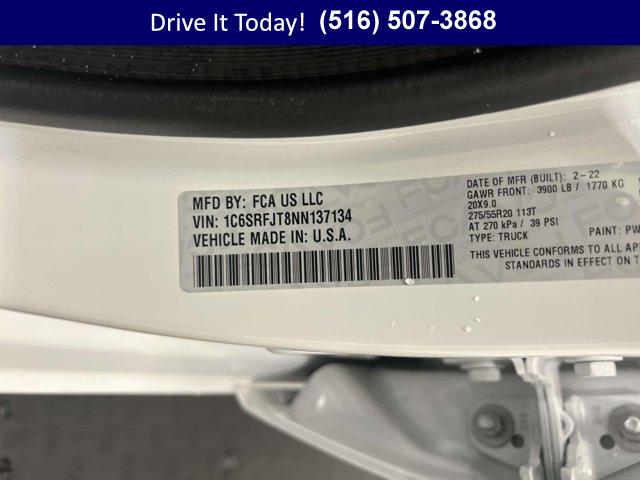 Drive It Today! (516) 507-3868
MFD BY: FCA US LLC
VIN: 1C6SRFJT8NN137134
VEHICLE MADE IN: U.S.A.
DATE OF MFR (BUILT): 2-22
GAWR FRONT: 3900 LB / 1770 KG
20X9.0
275/55R20 113T
AT 270 kPa / 39 PSI
TYPE: TRUCK PAINT: PW
THIS VEHICLE CONFORMS TO ALL AP
STANDARDS IN EFFECT ON T